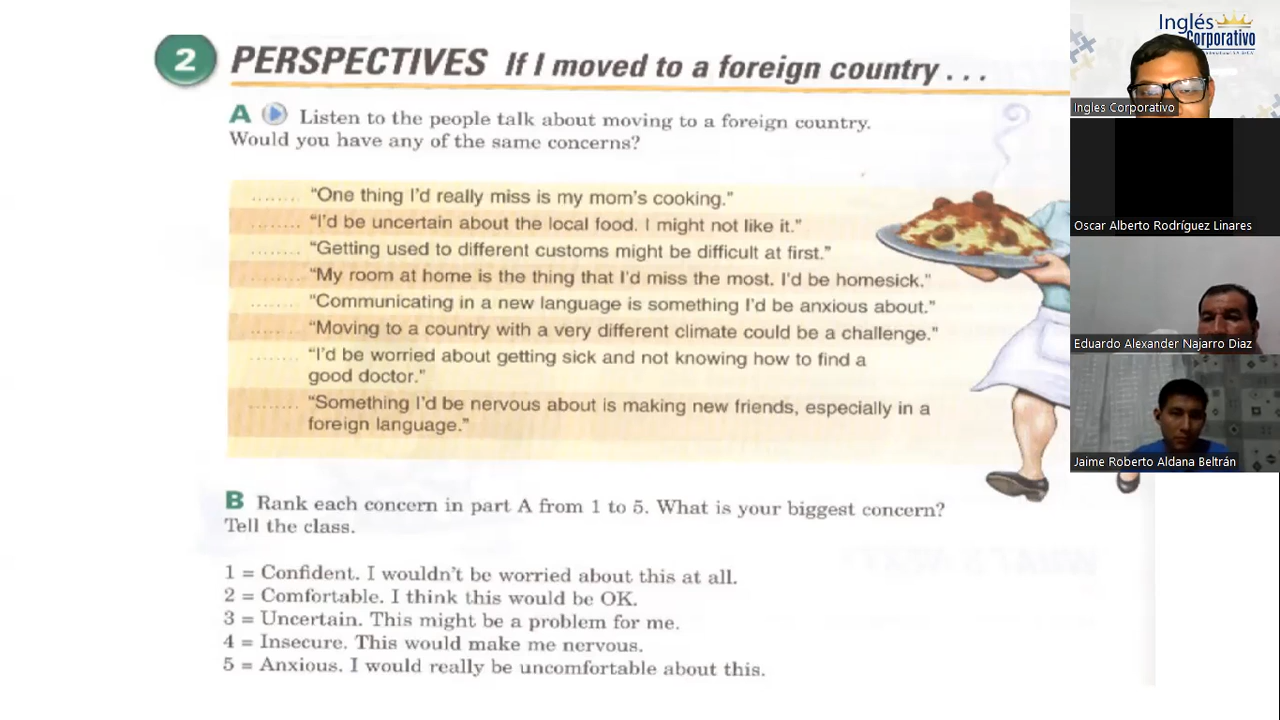 2 PERSPECTIVES If I moved to a foreign country . . .
A Listen to the people talk about moving to a foreign country.
Would you have any of the same concerns?
........ “One thing I’d really miss is my mom’s cooking.”
........ “I’d be uncertain about the local food. I might not like it.”
........ “Getting used to different customs might be difficult at first.”
........ “My room at home is the thing that I’d miss the most. I’d be homesick.”
........ “Communicating in a new language is something I’d be anxious about.”
........ “Moving to a country with a very different climate could be a challenge.”
........ “I’d be worried about getting sick and not knowing how to find a
good doctor.”
........ “Something I’d be nervous about is making new friends, especially in a
foreign language.”
B Rank each concern in part A from 1 to 5. What is your biggest concern?
Tell the class.
1 = Confident. I wouldn’t be worried about this at all.
2 = Comfortable. I think this would be OK.
3 = Uncertain. This might be a problem for me.
4 = Insecure. This would make me nervous.
5 = Anxious. I would really be uncomfortable about this.
Inglés
Corporativo
Ingles Corporativo
Oscar Alberto Rodríguez Linares
Eduardo Alexander Najarro Diaz
Jaime Roberto Aldana Beltrán